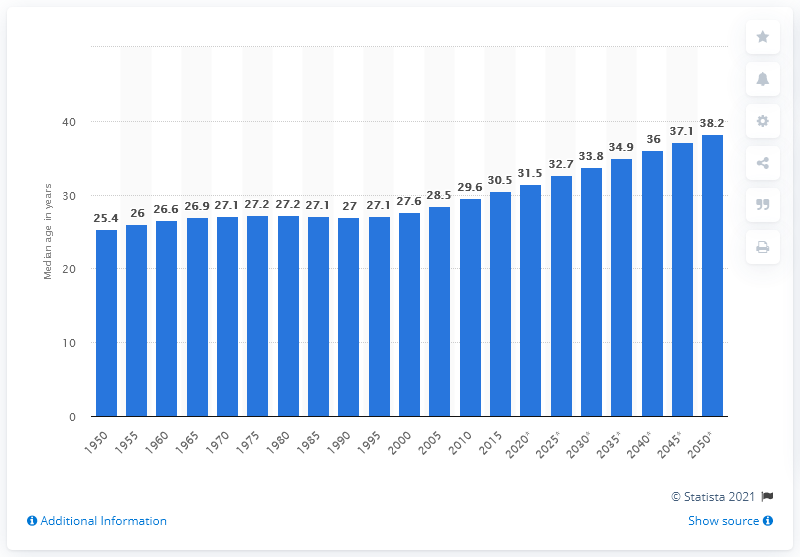 Median age in years
40
30
20
10
0
25.4 26 26.6 26.9 27.1 27.2 27.2 27.1 27 27.1 27.6 28.5 29.6 30.5 31.5 32.7 33.8 34.9 36 37.1 38.2
1950 1955 1960 1965 1970 1975 1980 1985 1990 1995 2000 2005 2010 2015 2020* 2025* 2030* 2035* 2040* 2045* 2050*
© Statista 2021
Additional Information
Show source